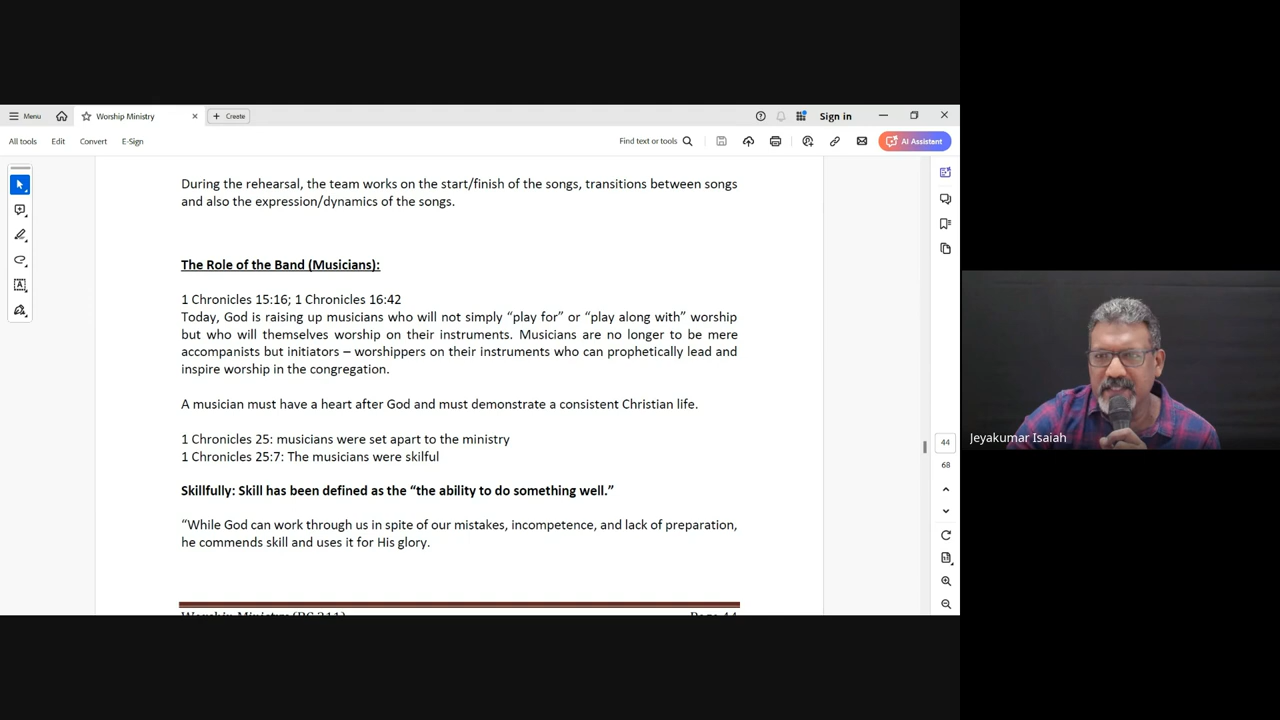 Menu
Worship Ministry
Create
Sign in
All tools
Edit
Convert
E-Sign
Find text or tools
AI Assistant
During the rehearsal, the team works on the start/finish of the songs, transitions between songs
and also the expression/dynamics of the songs.
The Role of the Band (Musicians):
1 Chronicles 15:16; 1 Chronicles 16:42
Today, God is raising up musicians who will not simply “play for” or “play along with” worship
but who will themselves worship on their instruments. Musicians are no longer to be mere
accompanists but initiators – worshippers on their instruments who can prophetically lead and
inspire worship in the congregation.
A musician must have a heart after God and must demonstrate a consistent Christian life.
1 Chronicles 25: musicians were set apart to the ministry
1 Chronicles 25:7: The musicians were skilful
Skillfully: Skill has been defined as the “the ability to do something well.”
“While God can work through us in spite of our mistakes, incompetence, and lack of preparation,
he commends skill and uses it for His glory.
Worship Ministry Page 44
44
68
Jeyakumar Isaiah